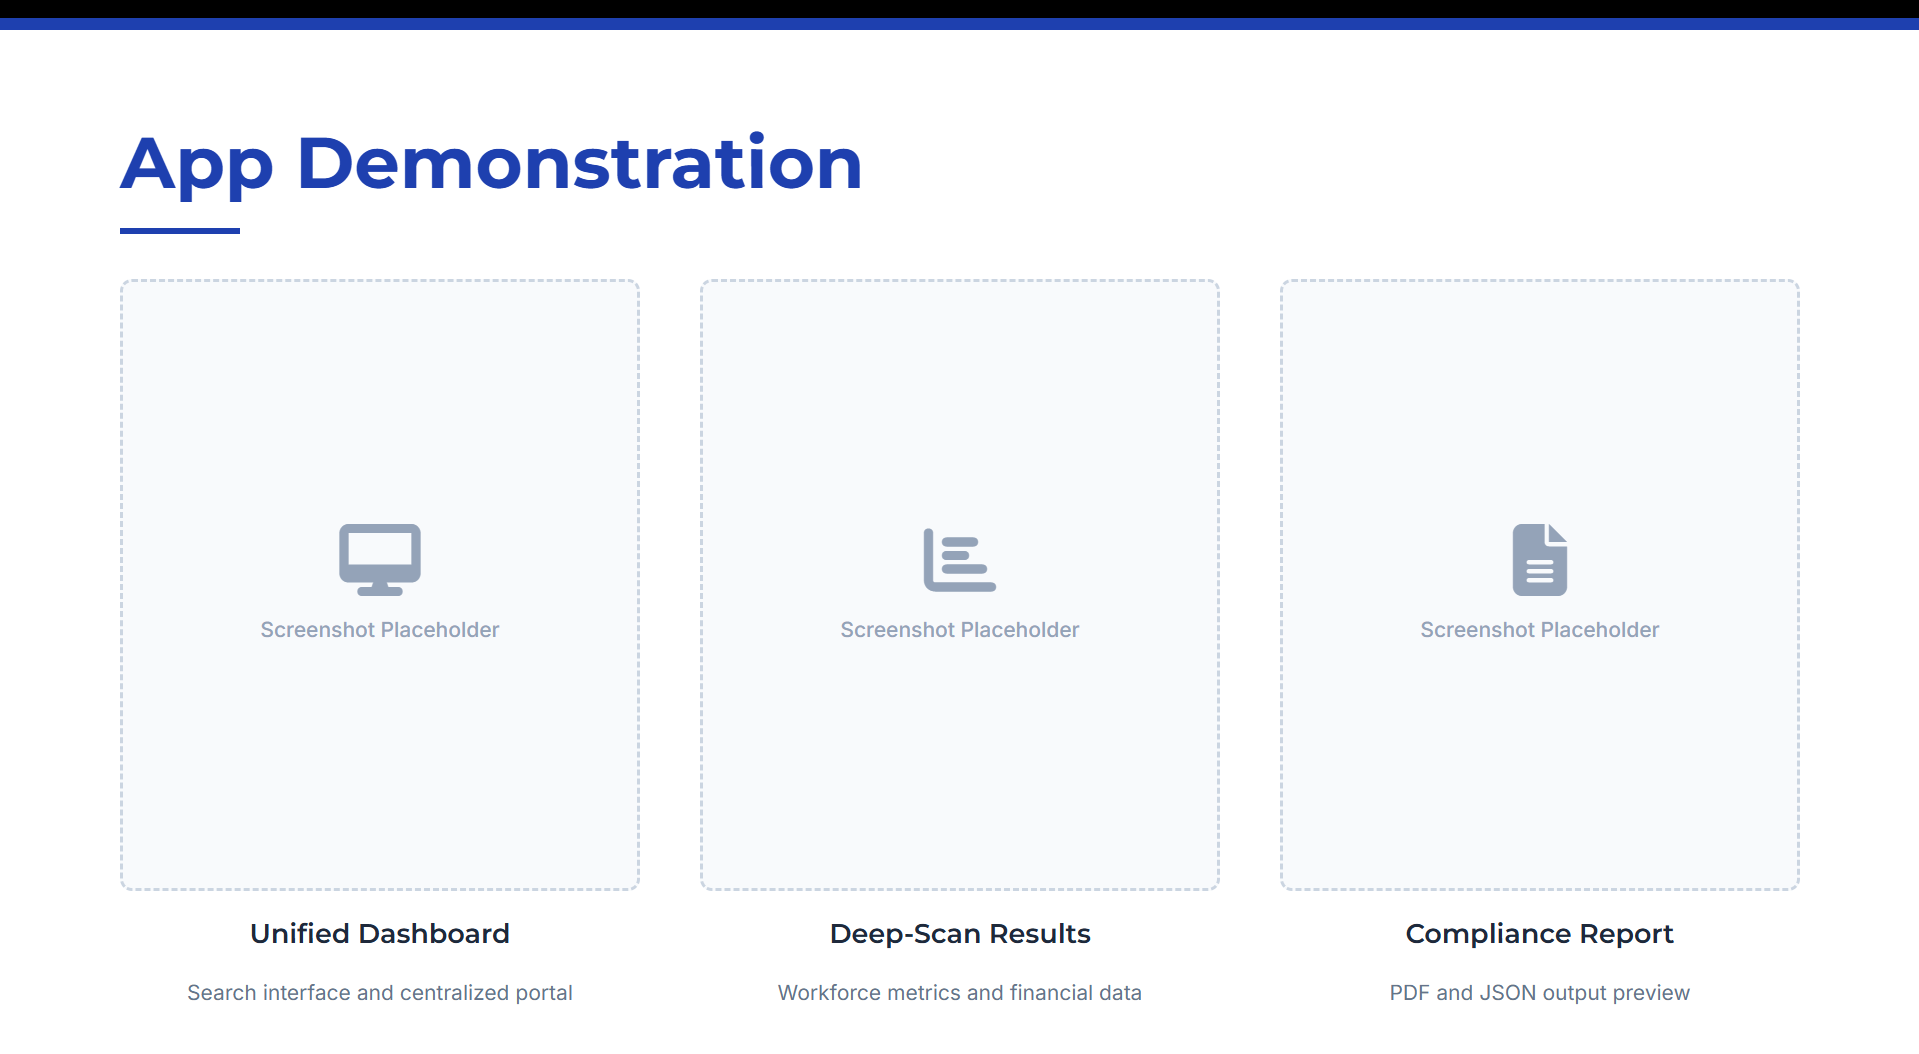 App Demonstration
Screenshot Placeholder
Screenshot Placeholder
Screenshot Placeholder
Unified Dashboard
Search interface and centralized portal
Deep-Scan Results
Workforce metrics and financial data
Compliance Report
PDF and JSON output preview